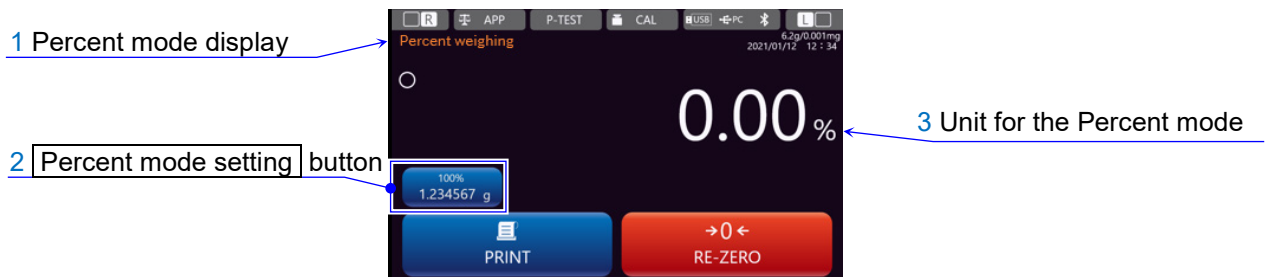 R APP P-TEST CAL USB PC L
1 Percent mode display
Percent weighing
6.2g/0.001mg
2021/01/12 12:34
0.00 %
3 Unit for the Percent mode
2 Percent mode setting button
100%
1.234567 g
→0←
PRINT
RE-ZERO